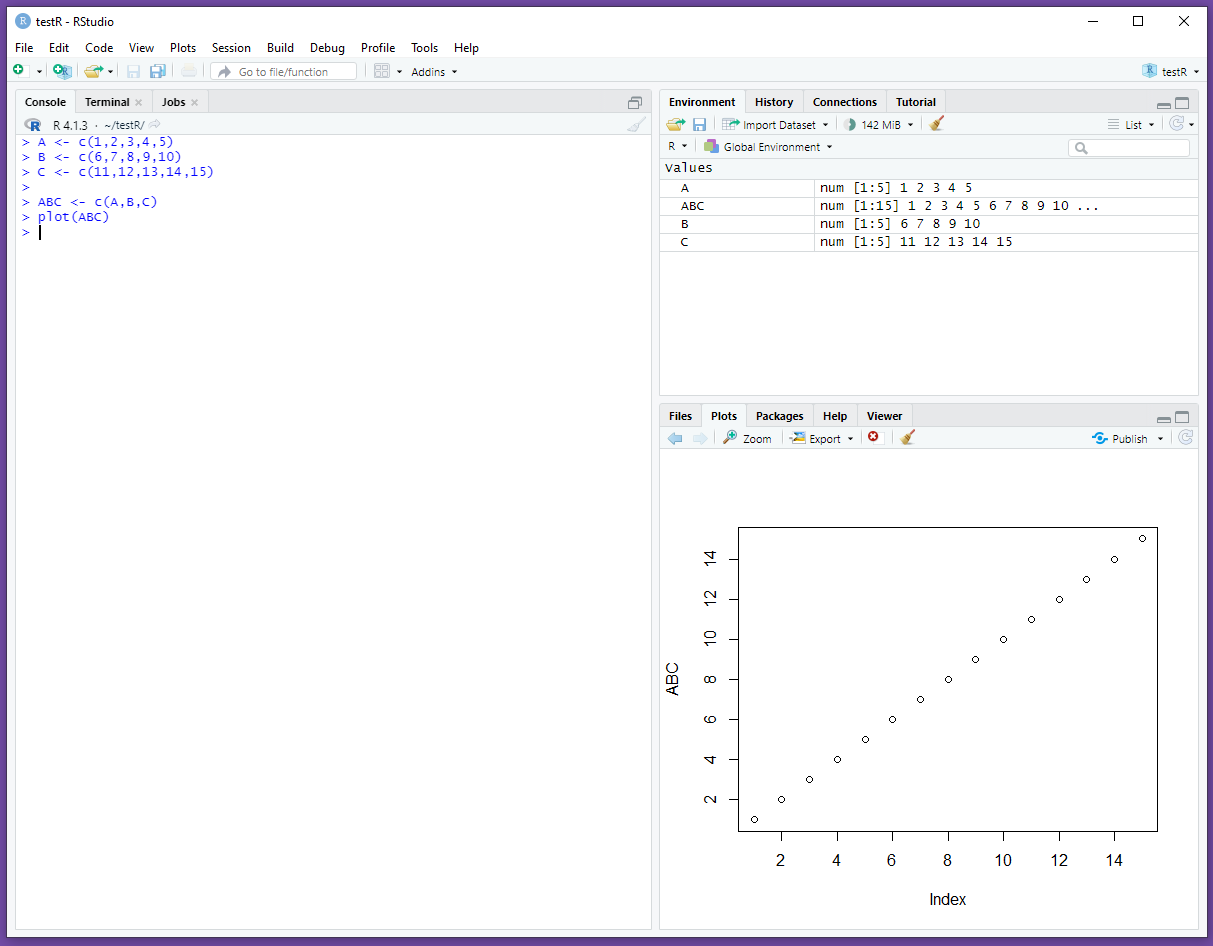 R testR - RStudio
File Edit Code View Plots Session Build Debug Profile Tools Help
R Go to file/function Addins R testR
Console Terminal Jobs
R R 4.1.3 · ~/testR/
> A <- c(1,2,3,4,5)
> B <- c(6,7,8,9,10)
> C <- c(11,12,13,14,15)
>
> ABC <- c(A,B,C)
> plot(ABC)
>
Environment History Connections Tutorial
Import Dataset 142 MiB List
R Global Environment
Values
A num [1:5] 1 2 3 4 5
ABC num [1:15] 1 2 3 4 5 6 7 8 9 10 ...
B num [1:5] 6 7 8 9 10
C num [1:5] 11 12 13 14 15
Files Plots Packages Help Viewer
Zoom Export Publish
14
12
10
8
6
4
2
ABC
2 4 6 8 10 12 14
Index